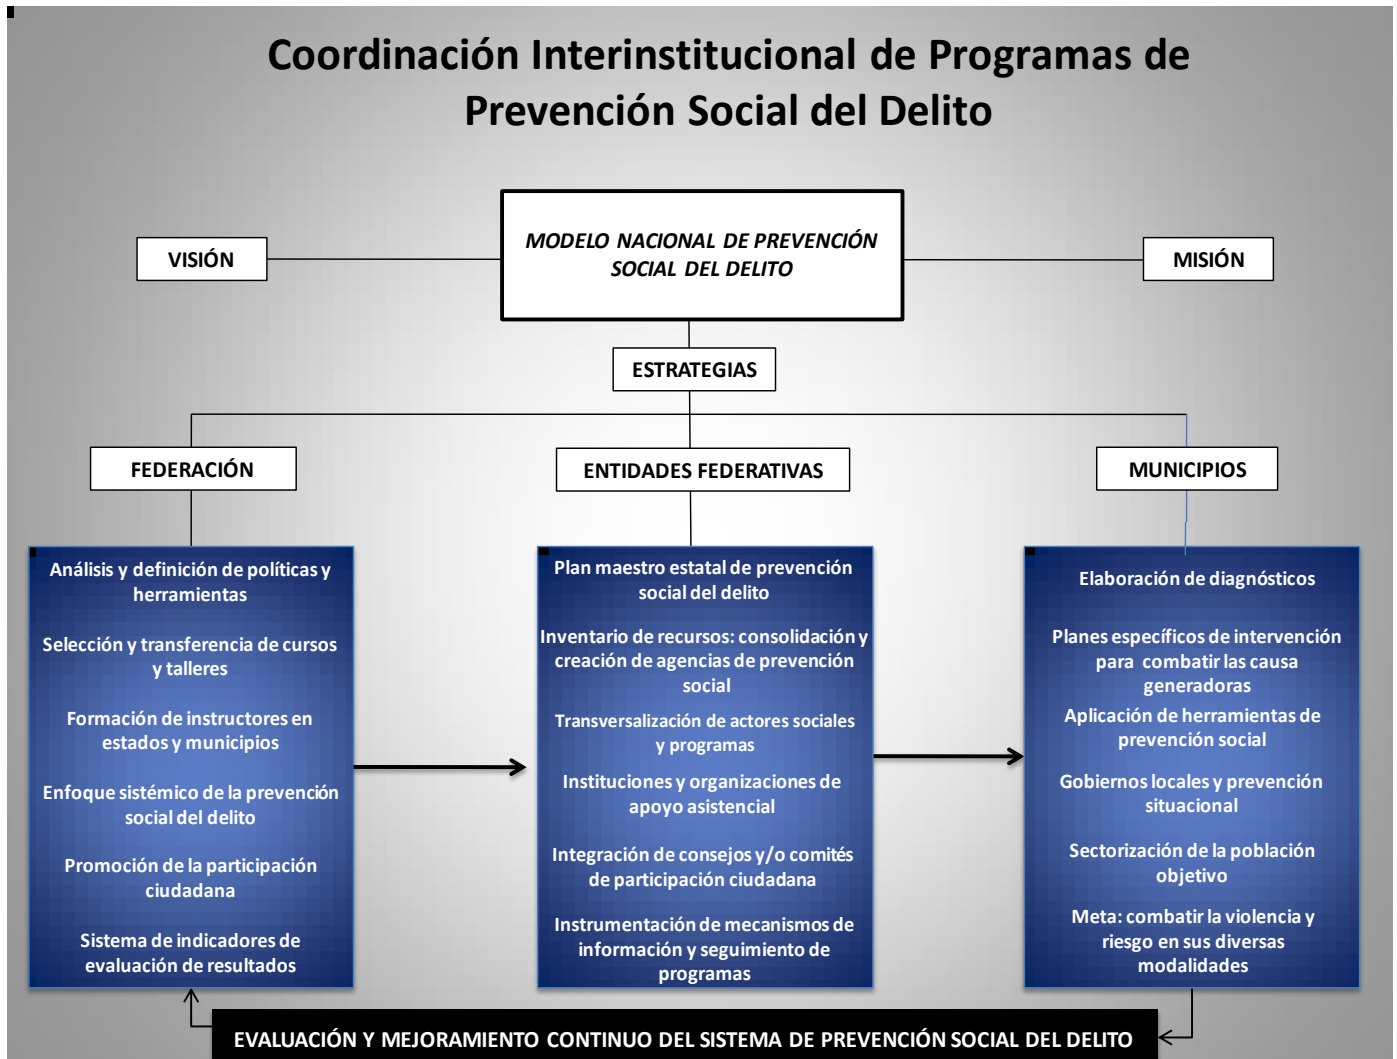 Coordinación Interinstitucional de Programas de
Prevención Social del Delito
MODELO NACIONAL DE PREVENCIÓN
SOCIAL DEL DELITO
VISIÓN
MISIÓN
ESTRATEGIAS
FEDERACIÓN
ENTIDADES FEDERATIVAS
MUNICIPIOS
Análisis y definición de políticas y
herramientas
Selección y transferencia de cursos
y talleres
Formación de instructores en
estados y municipios
Enfoque sistémico de la prevención
social del delito
Promoción de la participación
ciudadana
Sistema de indicadores de
evaluación de resultados
Plan maestro estatal de prevención
social del delito
Inventario de recursos: consolidación y
creación de agencias de prevención
social
Transversalización de actores sociales
y programas
Instituciones y organizaciones de
apoyo asistencial
Integración de consejos y/o comités
de participación ciudadana
Instrumentación de mecanismos de
información y seguimiento de
programas
Elaboración de diagnósticos
Planes específicos de intervención
para combatir las causa
generadoras
Aplicación de herramientas de
prevención social
Gobiernos locales y prevención
situacional
Sectorización de la población
objetivo
Meta: combatir la violencia y
riesgo en sus diversas
modalidades
EVALUACIÓN Y MEJORAMIENTO CONTINUO DEL SISTEMA DE PREVENCIÓN SOCIAL DEL DELITO